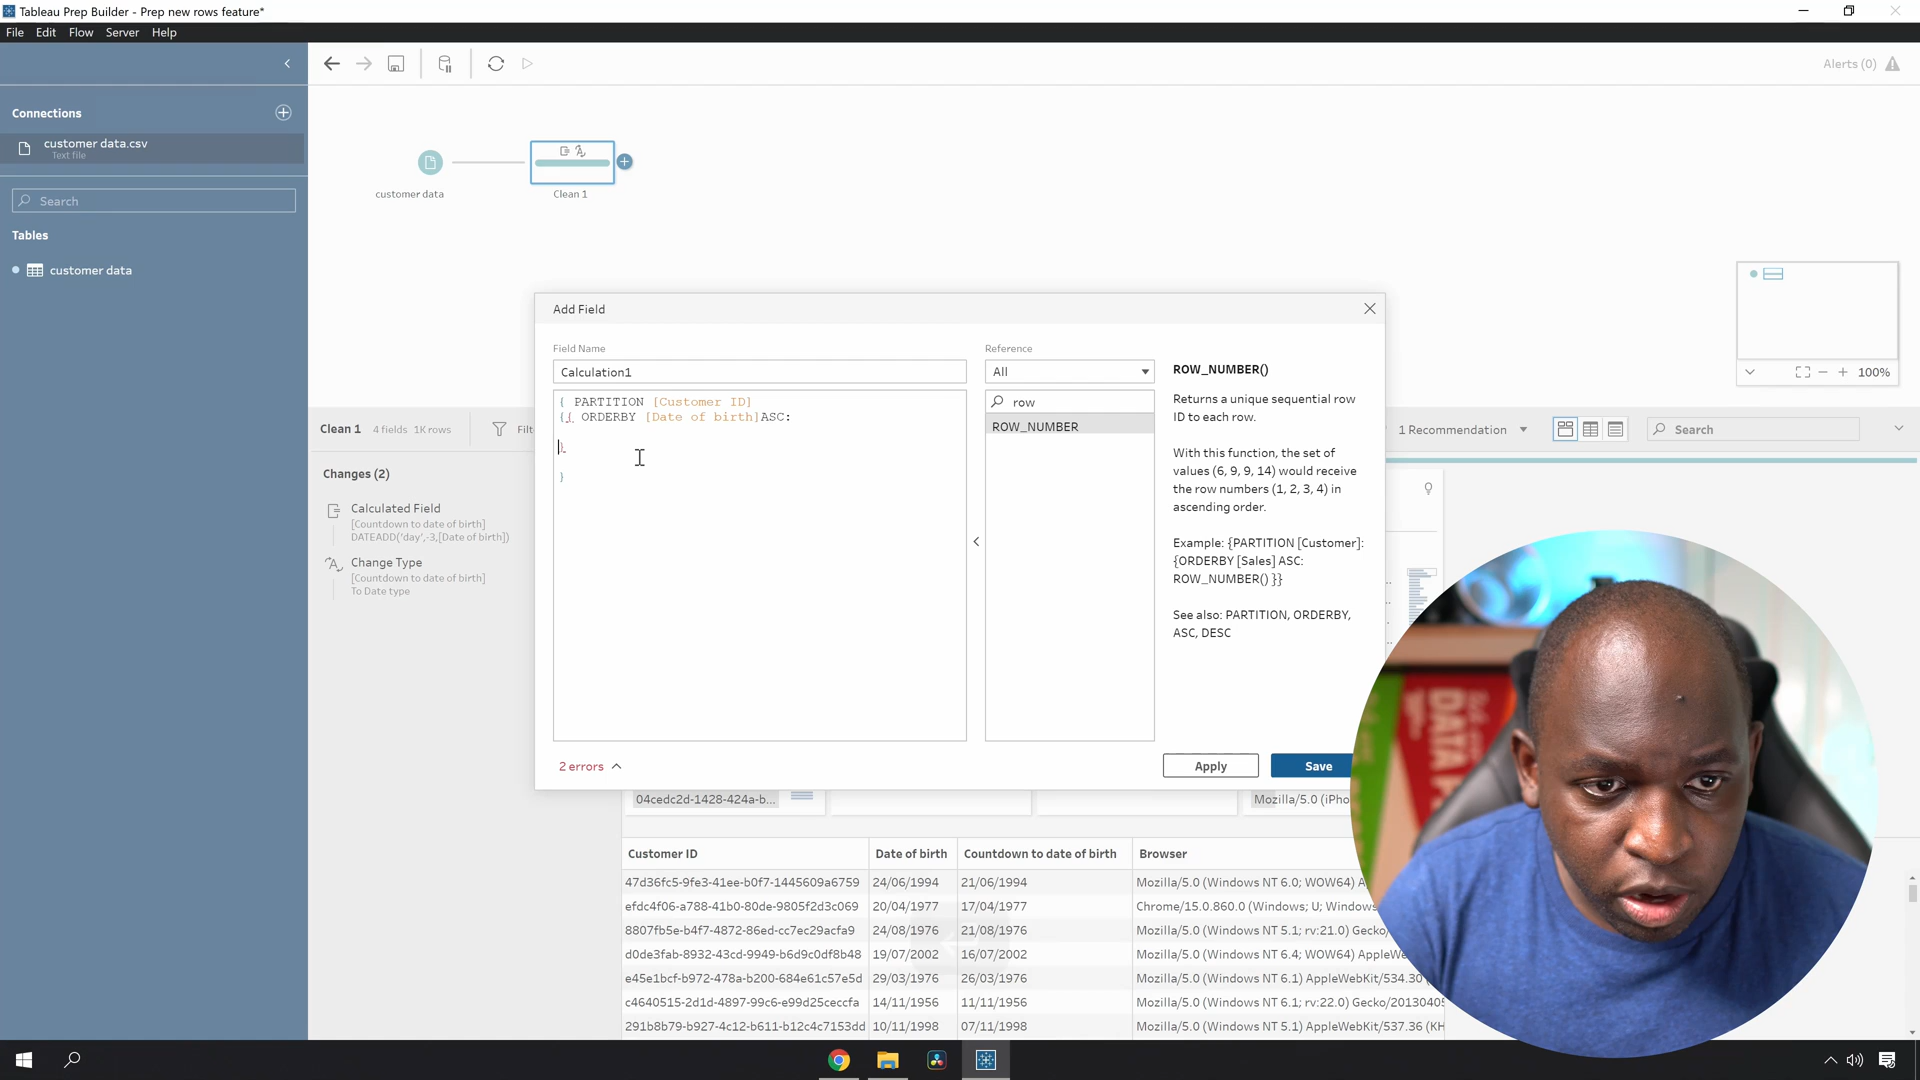 Tableau Prep Builder - Prep new rows feature*
File Edit Flow Server Help
Alerts (0)
Connections
customer data.csv
Text file
Search
Tables
customer data
customer data
Clean 1
100%
Clean 1 4 fields 1K rows
1 Recommendation
Search
Changes (2)
Calculated Field
[Countdown to date of birth]
DATEADD('day',-3,[Date of birth])
Change Type
[Countdown to date of birth]
To Date type
Add Field
Field Name
Calculation1
{ PARTITION [Customer ID]
{{ ORDERBY [Date of birth]ASC:
}
}
2 errors
Reference
All
row
ROW_NUMBER
ROW_NUMBER()
Returns a unique sequential row
ID to each row.
With this function, the set of
values (6, 9, 9, 14) would receive
the row numbers (1, 2, 3, 4) in
ascending order.
Example: {PARTITION [Customer]:
{ORDERBY [Sales] ASC:
ROW_NUMBER() }}
See also: PARTITION, ORDERBY,
ASC, DESC
Apply Save
04cedc2d-1428-424a-b...
Mozilla/5.0 (iPho
Customer ID Date of birth Countdown to date of birth Browser
47d36fc5-9fe3-41ee-b0f7-1445609a6759 24/06/1994 21/06/1994 Mozilla/5.0 (Windows NT 6.0; WOW64) A
efdc4f06-a788-41b0-80de-9805f2d3c069 20/04/1977 17/04/1977 Chrome/15.0.860.0 (Windows; U; Windows
8807fb5e-b4f7-4872-86ed-cc7ec29acfa9 24/08/1976 21/08/1976 Mozilla/5.0 (Windows NT 5.1; rv:21.0) Gecko/
d0de3fab-8932-43cd-9949-b6d9c0df8b48 19/07/2002 16/07/2002 Mozilla/5.0 (Windows NT 6.4; WOW64) AppleWe
e45e1bcf-b972-478a-b200-684e61c57e5d 29/03/1976 26/03/1976 Mozilla/5.0 (Windows NT 6.1) AppleWebKit/534.30
c4640515-2d1d-4897-99c6-e99d25ceccfa 14/11/1956 11/11/1956 Mozilla/5.0 (Windows NT 6.1; rv:22.0) Gecko/20130405
291b8b79-b927-4c12-b611-b12c4c7153dd 10/11/1998 07/11/1998 Mozilla/5.0 (Windows NT 5.1) AppleWebKit/537.36 (KH